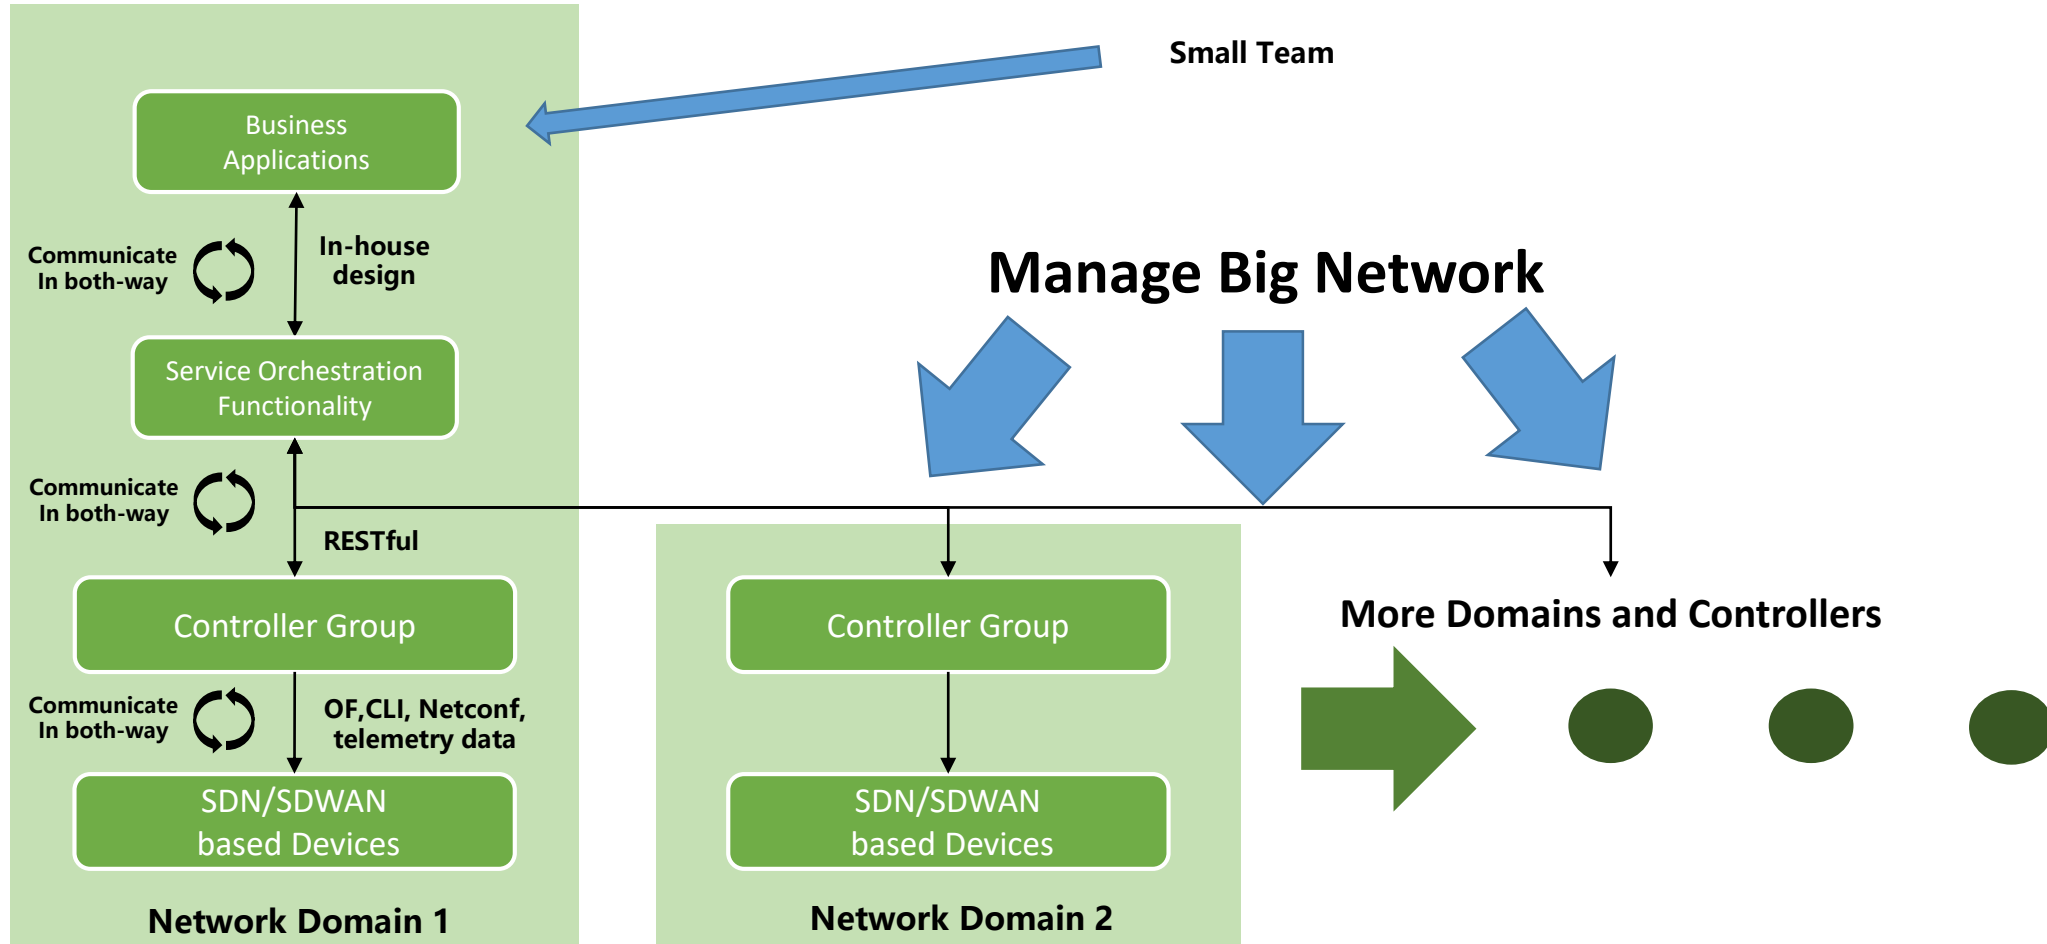 Small Team
Business
Applications
Communicate
In both-way
In-house
design
Manage Big Network
Service Orchestration
Functionality
Communicate
In both-way
RESTful
Controller Group
Controller Group
More Domains and Controllers
Communicate
In both-way
OF,CLI, Netconf,
telemetry data
SDN/SDWAN
based Devices
SDN/SDWAN
based Devices
Network Domain 1
Network Domain 2